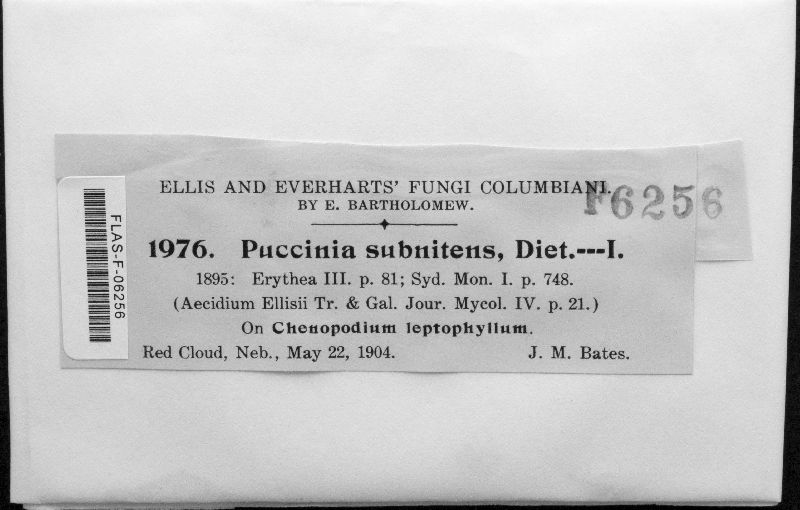 ELLIS AND EVERHARTS' FUNGI COLUMBIANI.
BY E. BARTHOLOMEW.
F6256
1976. Puccinia subnitens, Diet.---I.
1895: Erythea III. p. 81; Syd. Mon. I. p. 748.
(Aecidium Ellisii Tr. & Gal. Jour. Mycol. IV. p. 21.)
On Chenopodium leptophyllum.
Red Cloud, Neb., May 22, 1904. J. M. Bates.
FLAS-F-06256